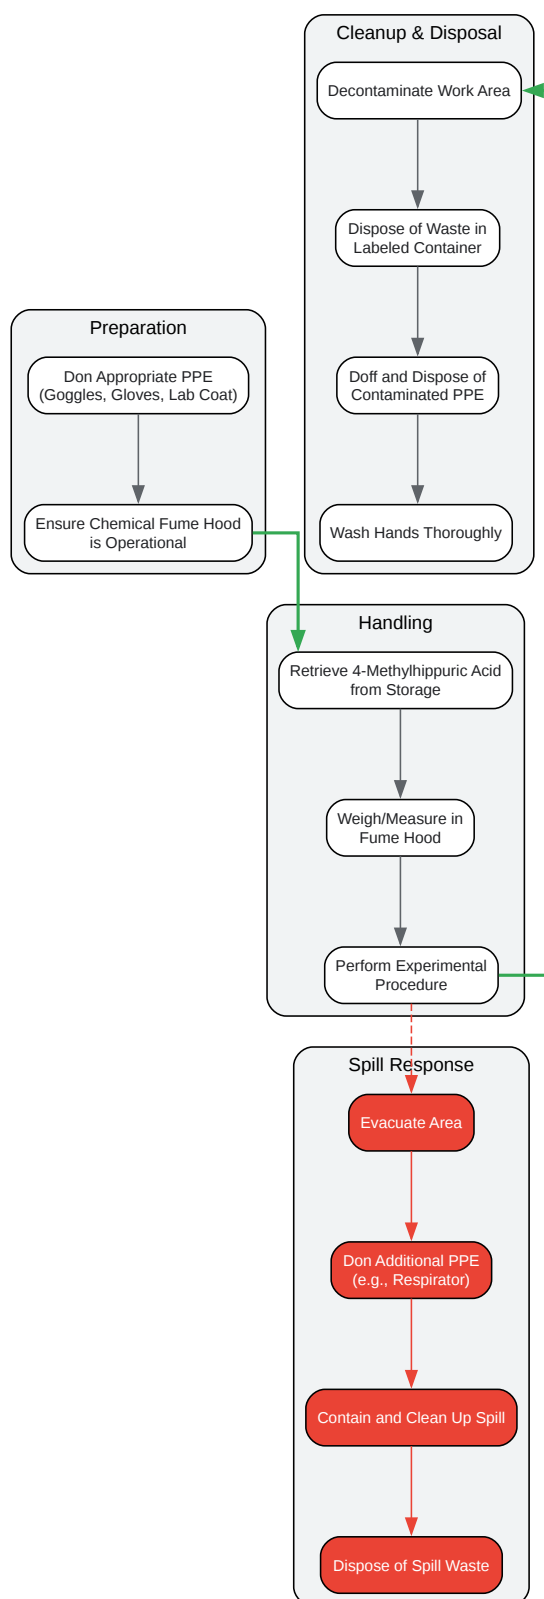 Cleanup & Disposal
Decontaminate Work Area
Dispose of Waste in
Labeled Container
Doff and Dispose of
Contaminated PPE
Wash Hands Thoroughly
Preparation
Don Appropriate PPE
(Goggles, Gloves, Lab Coat)
Ensure Chemical Fume Hood
is Operational
Handling
Retrieve 4-Methylhippuric Acid
from Storage
Weigh/Measure in
Fume Hood
Perform Experimental
Procedure
Spill Response
Evacuate Area
Don Additional PPE
(e.g., Respirator)
Contain and Clean Up Spill
Dispose of Spill Waste